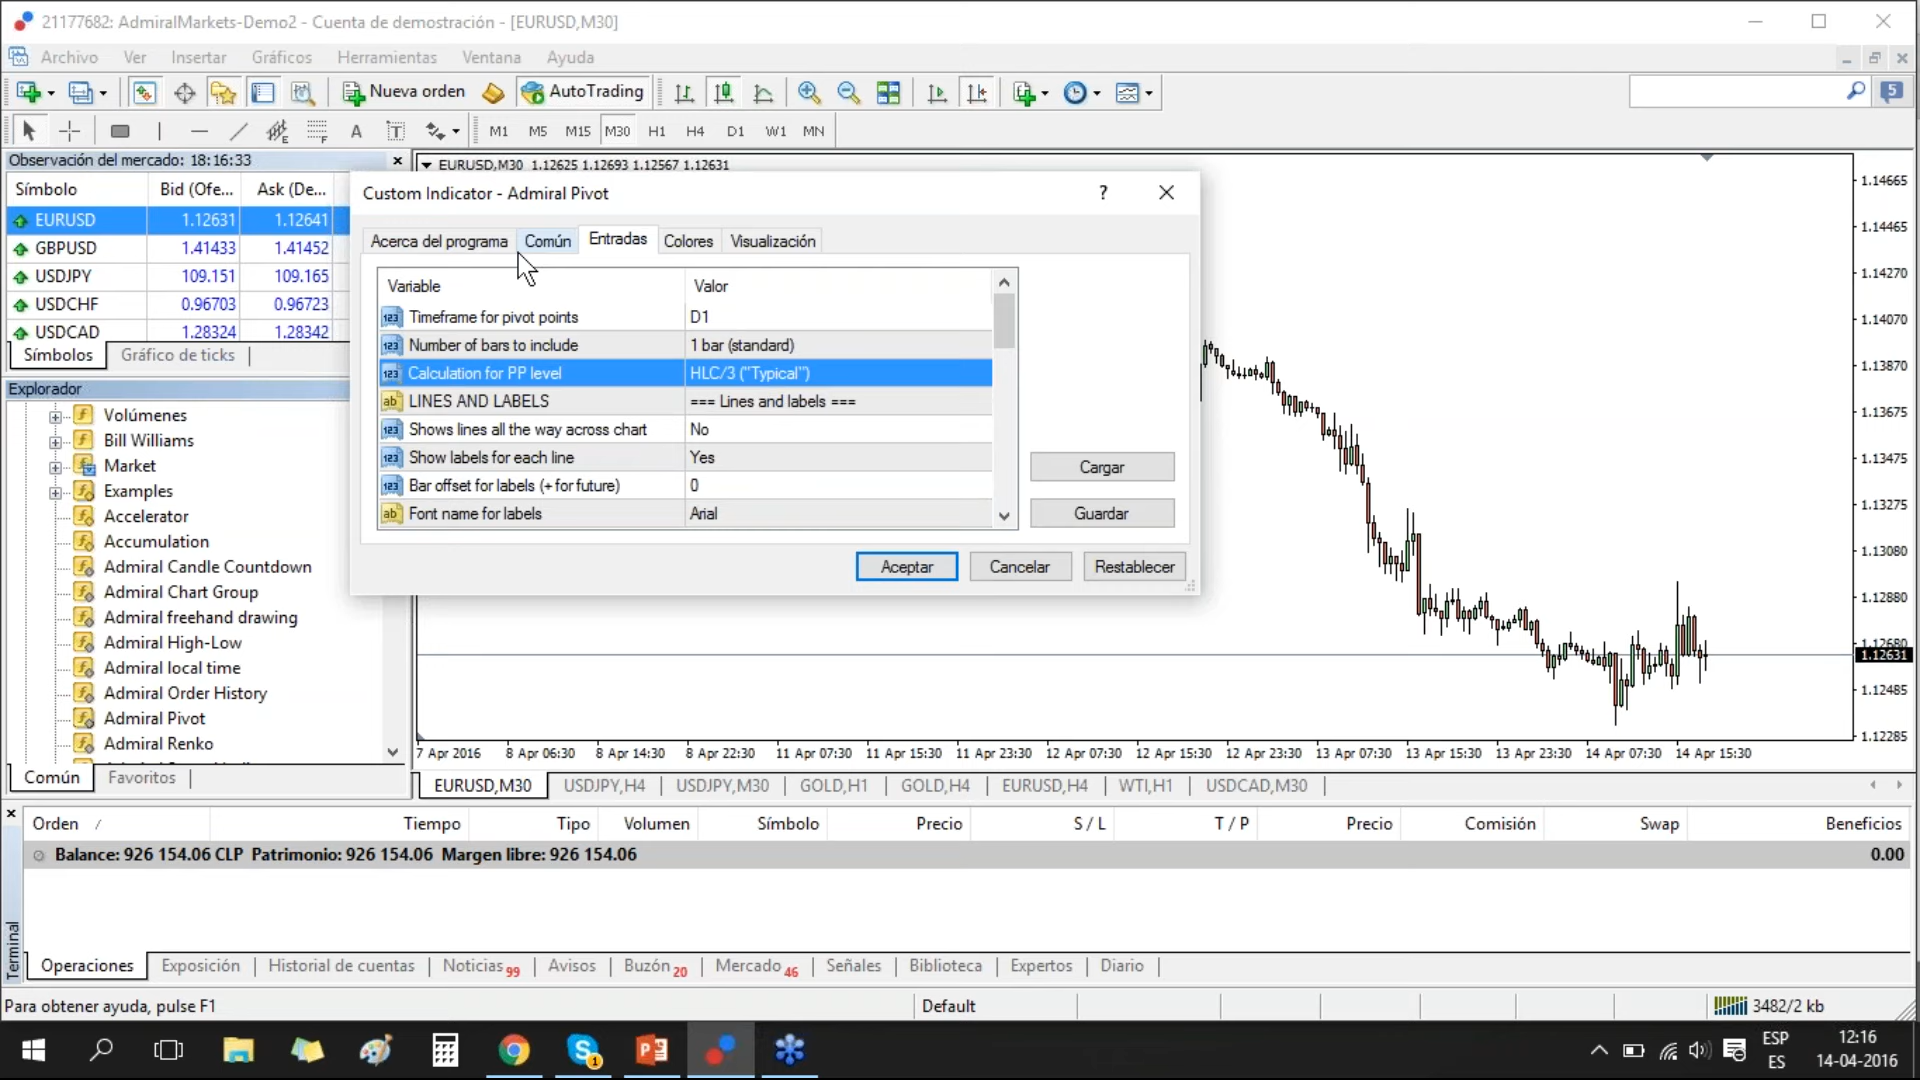 21177682: AdmiralMarkets-Demo2 - Cuenta de demostración - [EURUSD,M30]
Archivo Ver Insertar Gráficos Herramientas Ventana Ayuda
Nueva orden AutoTrading 5
M1 M5 M15 M30 H1 H4 D1 W1 MN
Observación del mercado: 18:16:33
Símbolo Bid (Ofe... Ask (De...
EURUSD 1.12631 1.12641
GBPUSD 1.41433 1.41452
USDJPY 109.151 109.165
USDCHF 0.96703 0.96723
USDCAD 1.28324 1.28342
Símbolos Gráfico de ticks
Explorador
Volúmenes
Bill Williams
Market
Examples
Accelerator
Accumulation
Admiral Candle Countdown
Admiral Chart Group
Admiral freehand drawing
Admiral High-Low
Admiral local time
Admiral Order History
Admiral Pivot
Admiral Renko
Común Favoritos
EURUSD,M30 1.12625 1.12693 1.12567 1.12631
Custom Indicator - Admiral Pivot ?
Acerca del programa Común Entradas Colores Visualización
Variable Valor
Timeframe for pivot points D1
Number of bars to include 1 bar (standard)
Calculation for PP level HLC/3 ("Typical")
LINES AND LABELS === Lines and labels ===
Shows lines all the way across chart No
Show labels for each line Yes
Bar offset for labels (+ for future) 0
Font name for labels Arial
Cargar
Guardar
Aceptar Cancelar Restablecer
1.14665
1.14465
1.14270
1.14070
1.13870
1.13675
1.13475
1.13275
1.13080
1.12880
1.12631
1.12485
1.12285
7 Apr 2016 8 Apr 06:30 8 Apr 14:30 8 Apr 22:30 11 Apr 07:30 11 Apr 15:30 11 Apr 23:30 12 Apr 07:30 12 Apr 15:30 12 Apr 23:30 13 Apr 07:30 13 Apr 15:30 13 Apr 23:30 14 Apr 07:30 14 Apr 15:30
EURUSD,M30 USDJPY,H4 USDJPY,M30 GOLD,H1 GOLD,H4 EURUSD,H4 WTI,H1 USDCAD,M30
Orden / Tiempo Tipo Volumen Símbolo Precio S / L T / P Precio Comisión Swap Beneficios
Balance: 926 154.06 CLP Patrimonio: 926 154.06 Margen libre: 926 154.06 0.00
Terminal
Operaciones Exposición Historial de cuentas Noticias 99 Avisos Buzón 20 Mercado 46 Señales Biblioteca Expertos Diario
Para obtener ayuda, pulse F1 Default 3482/2 kb
ESP 12:16
ES 14-04-2016